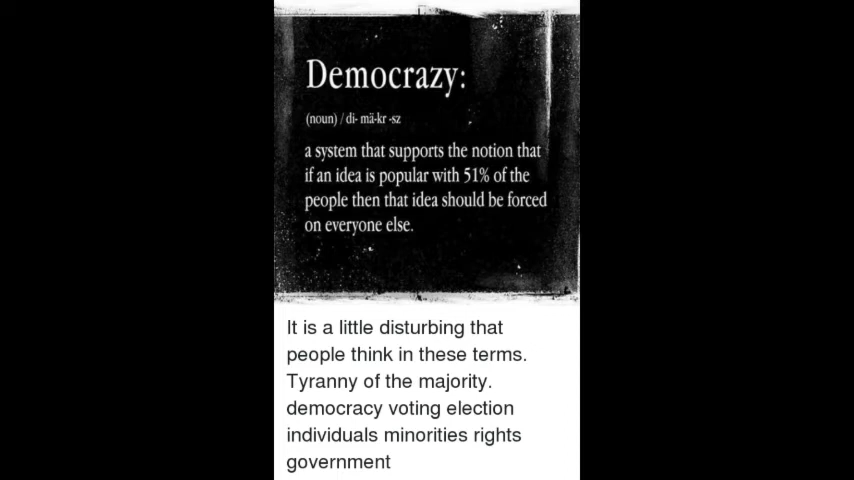 Democrazy:
(noun) / di- mä-kr -sz
a system that supports the notion that
if an idea is popular with 51% of the
people then that idea should be forced
on everyone else.
It is a little disturbing that
people think in these terms.
Tyranny of the majority.
democracy voting election
individuals minorities rights
government